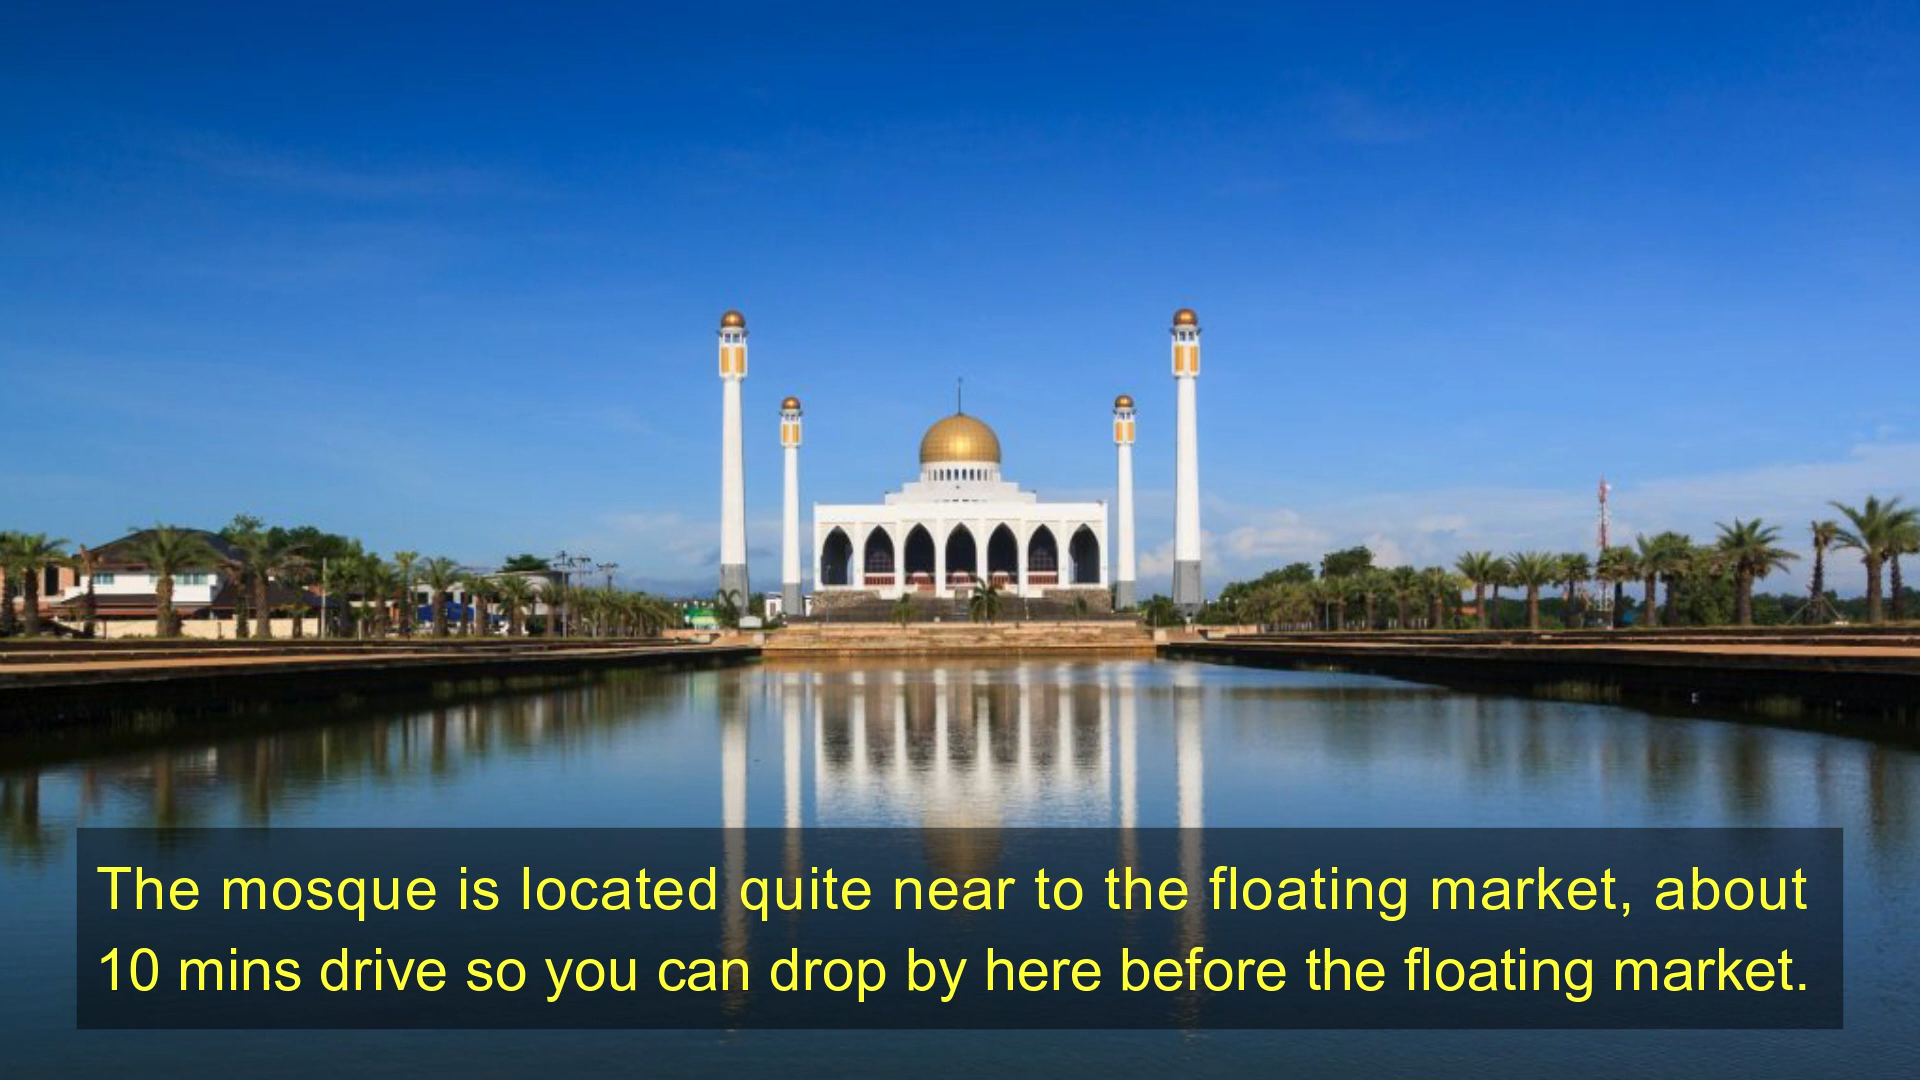 The mosque is located quite near to the floating market, about
10 mins drive so you can drop by here before the floating market.